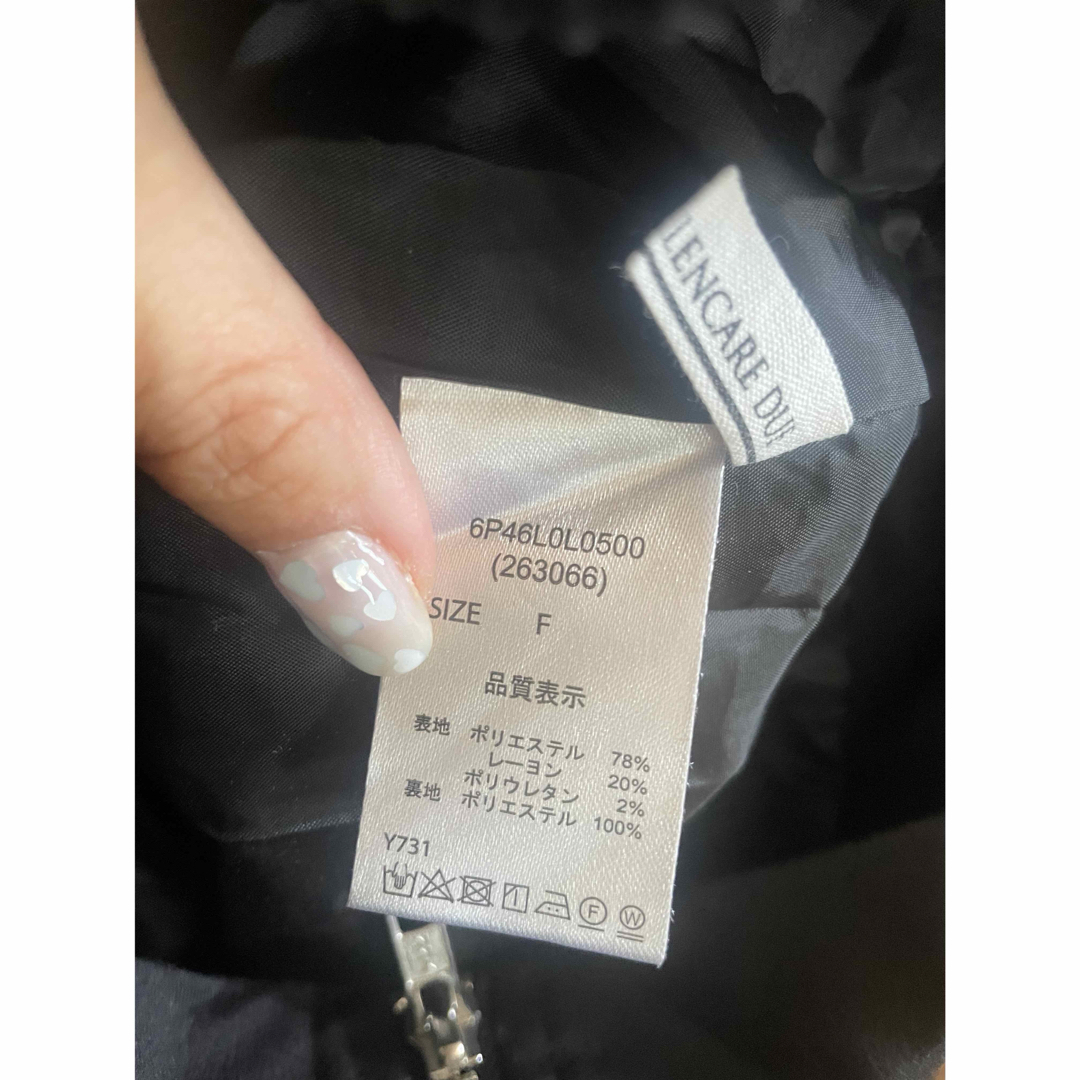 LENCARE DU
6P46L0L0500
(263066)
SIZE F
品質表示
表地 ポリエステル 78%
レーヨン 20%
ポリウレタン 2%
裏地 ポリエステル 100%
Y731
F W